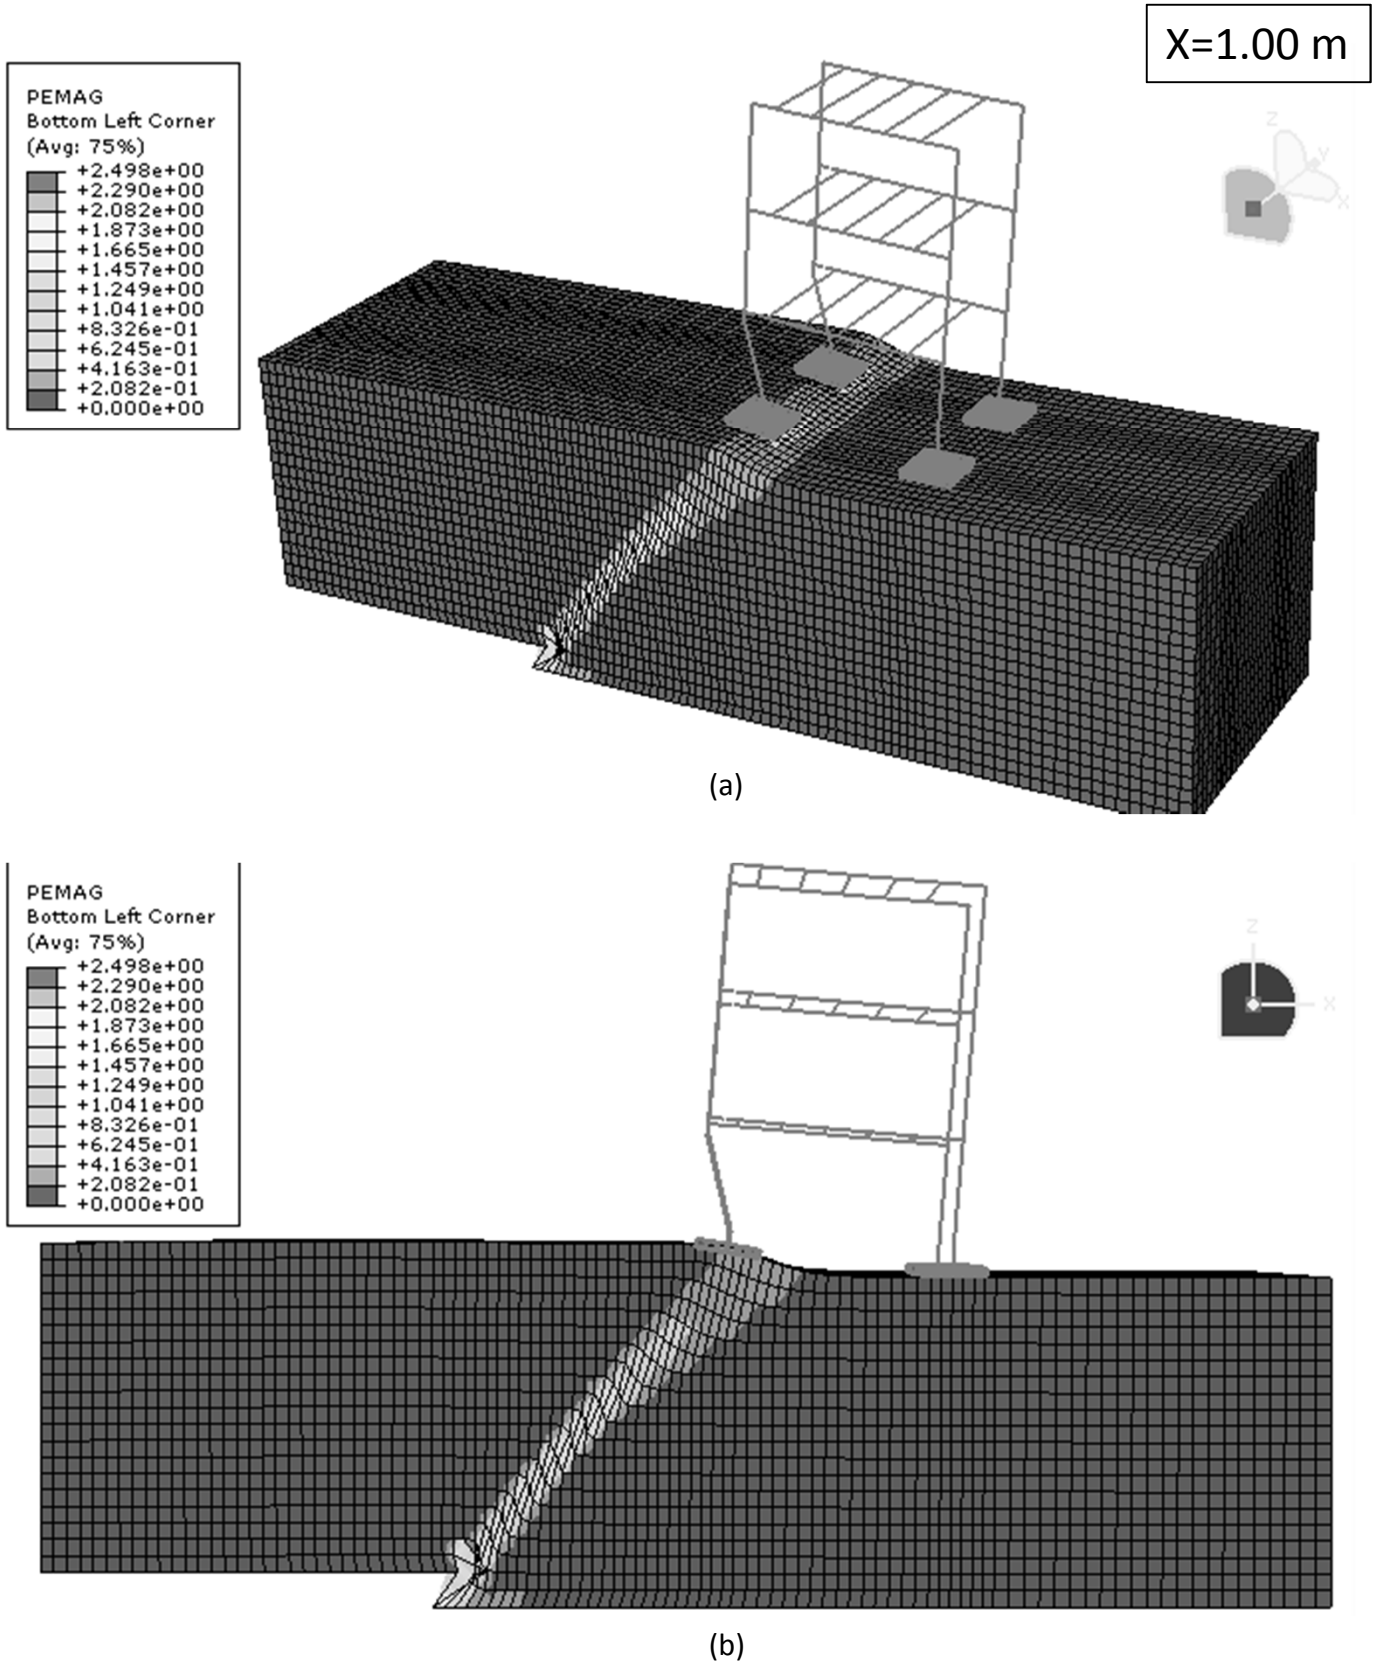 X=1.00 m
PEMAG
Bottom Left Corner
(Avg: 75%)
+2.498e+00
+2.290e+00
+2.082e+00
+1.873e+00
+1.665e+00
+1.457e+00
+1.249e+00
+1.041e+00
+8.326e-01
+6.245e-01
+4.163e-01
+2.082e-01
+0.000e+00
Z
Y
X
(a)
PEMAG
Bottom Left Corner
(Avg: 75%)
+2.498e+00
+2.290e+00
+2.082e+00
+1.873e+00
+1.665e+00
+1.457e+00
+1.249e+00
+1.041e+00
+8.326e-01
+6.245e-01
+4.163e-01
+2.082e-01
+0.000e+00
Z
X
(b)